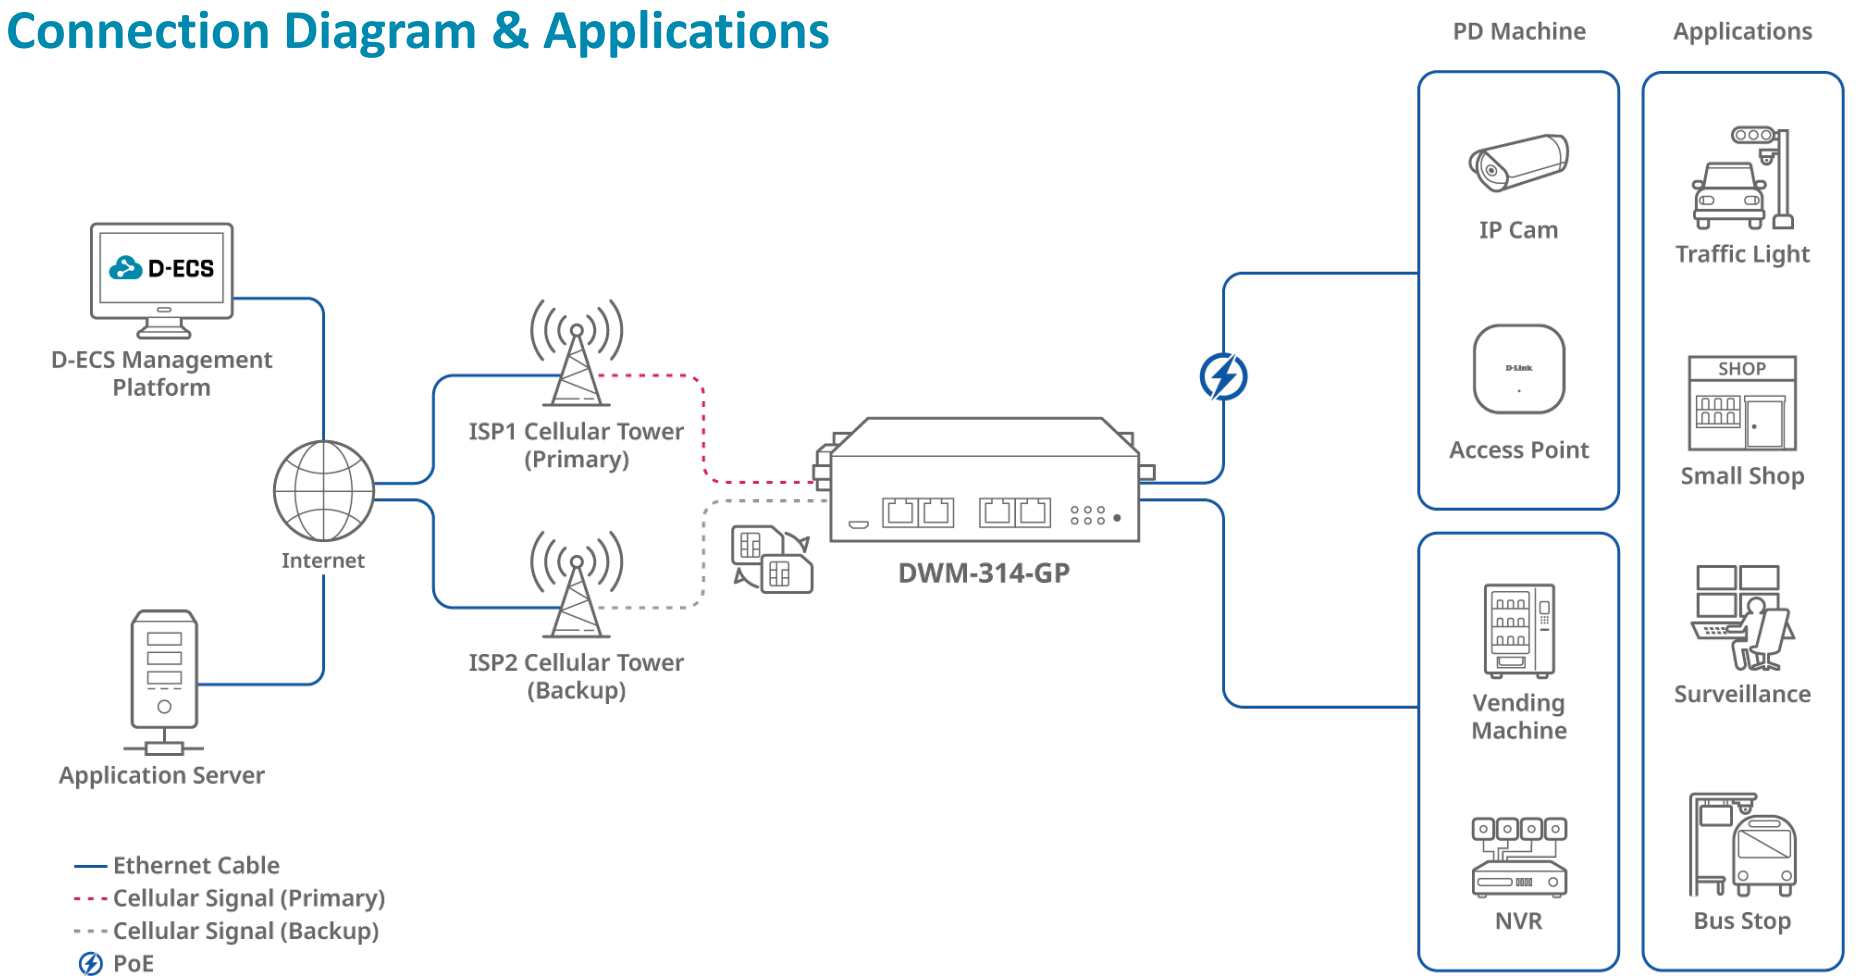 Connection Diagram & Applications
PD Machine
Applications
IP Cam
Traffic Light
D-ECS
D-ECS Management
Platform
D-Link
SHOP
ISP1 Cellular Tower
(Primary)
Access Point
Small Shop
Internet
DWM-314-GP
ISP2 Cellular Tower
(Backup)
Vending
Machine
Surveillance
Application Server
NVR
Bus Stop
Ethernet Cable
Cellular Signal (Primary)
Cellular Signal (Backup)
PoE